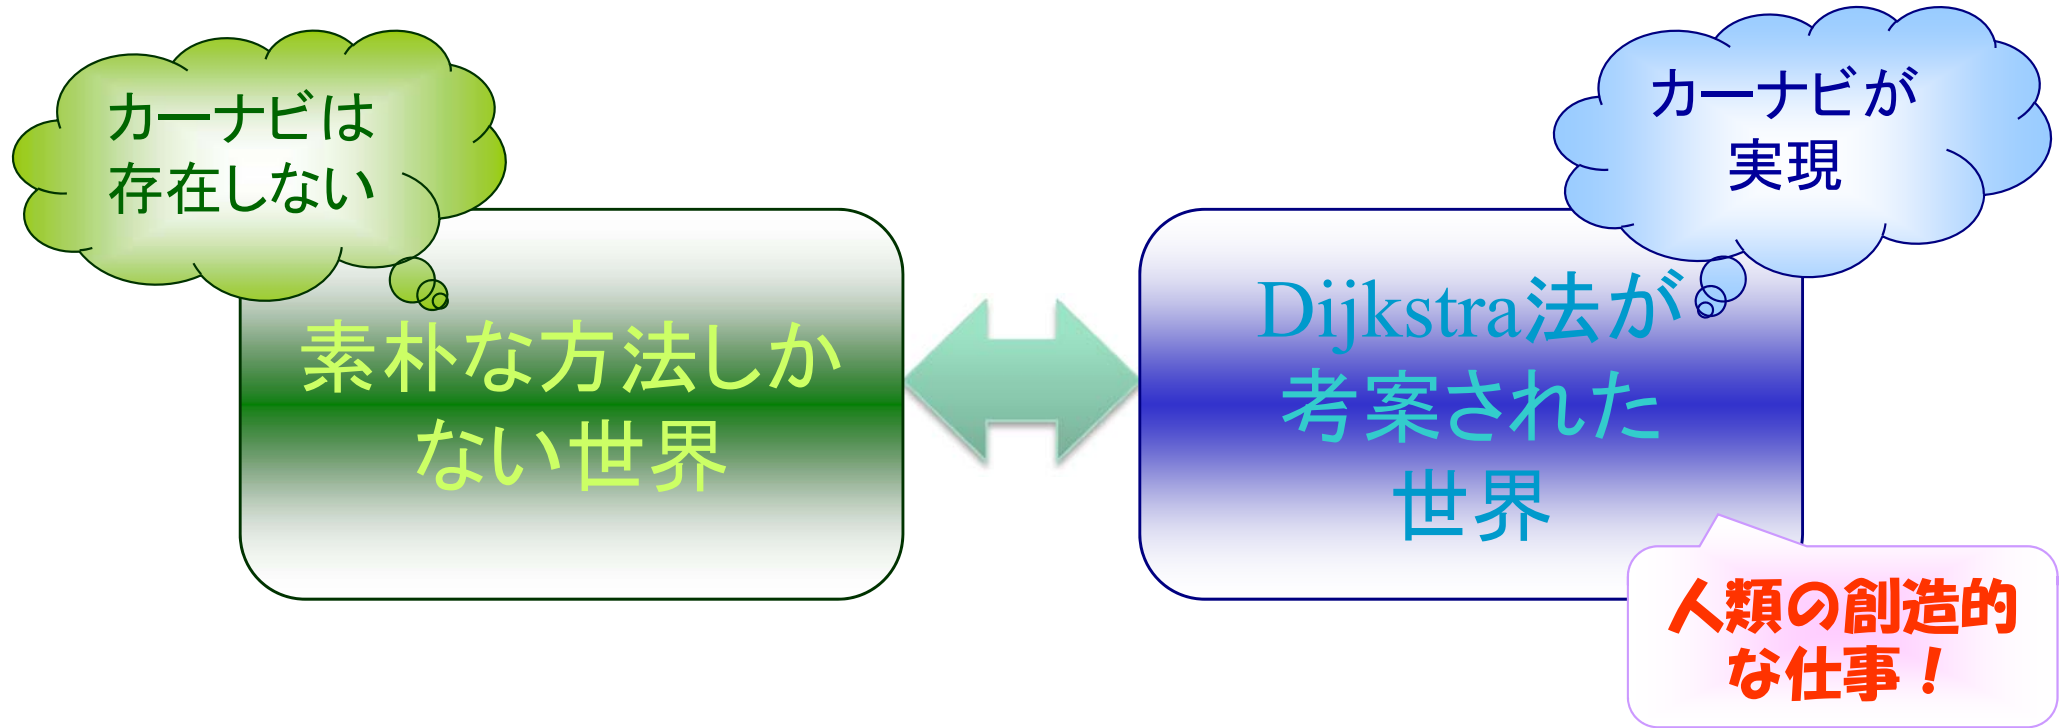 カーナビは
存在しない
素朴な方法しか
ない世界
カーナビが
実現
Dijkstra法が
考案された
世界
人類の創造的
な仕事！